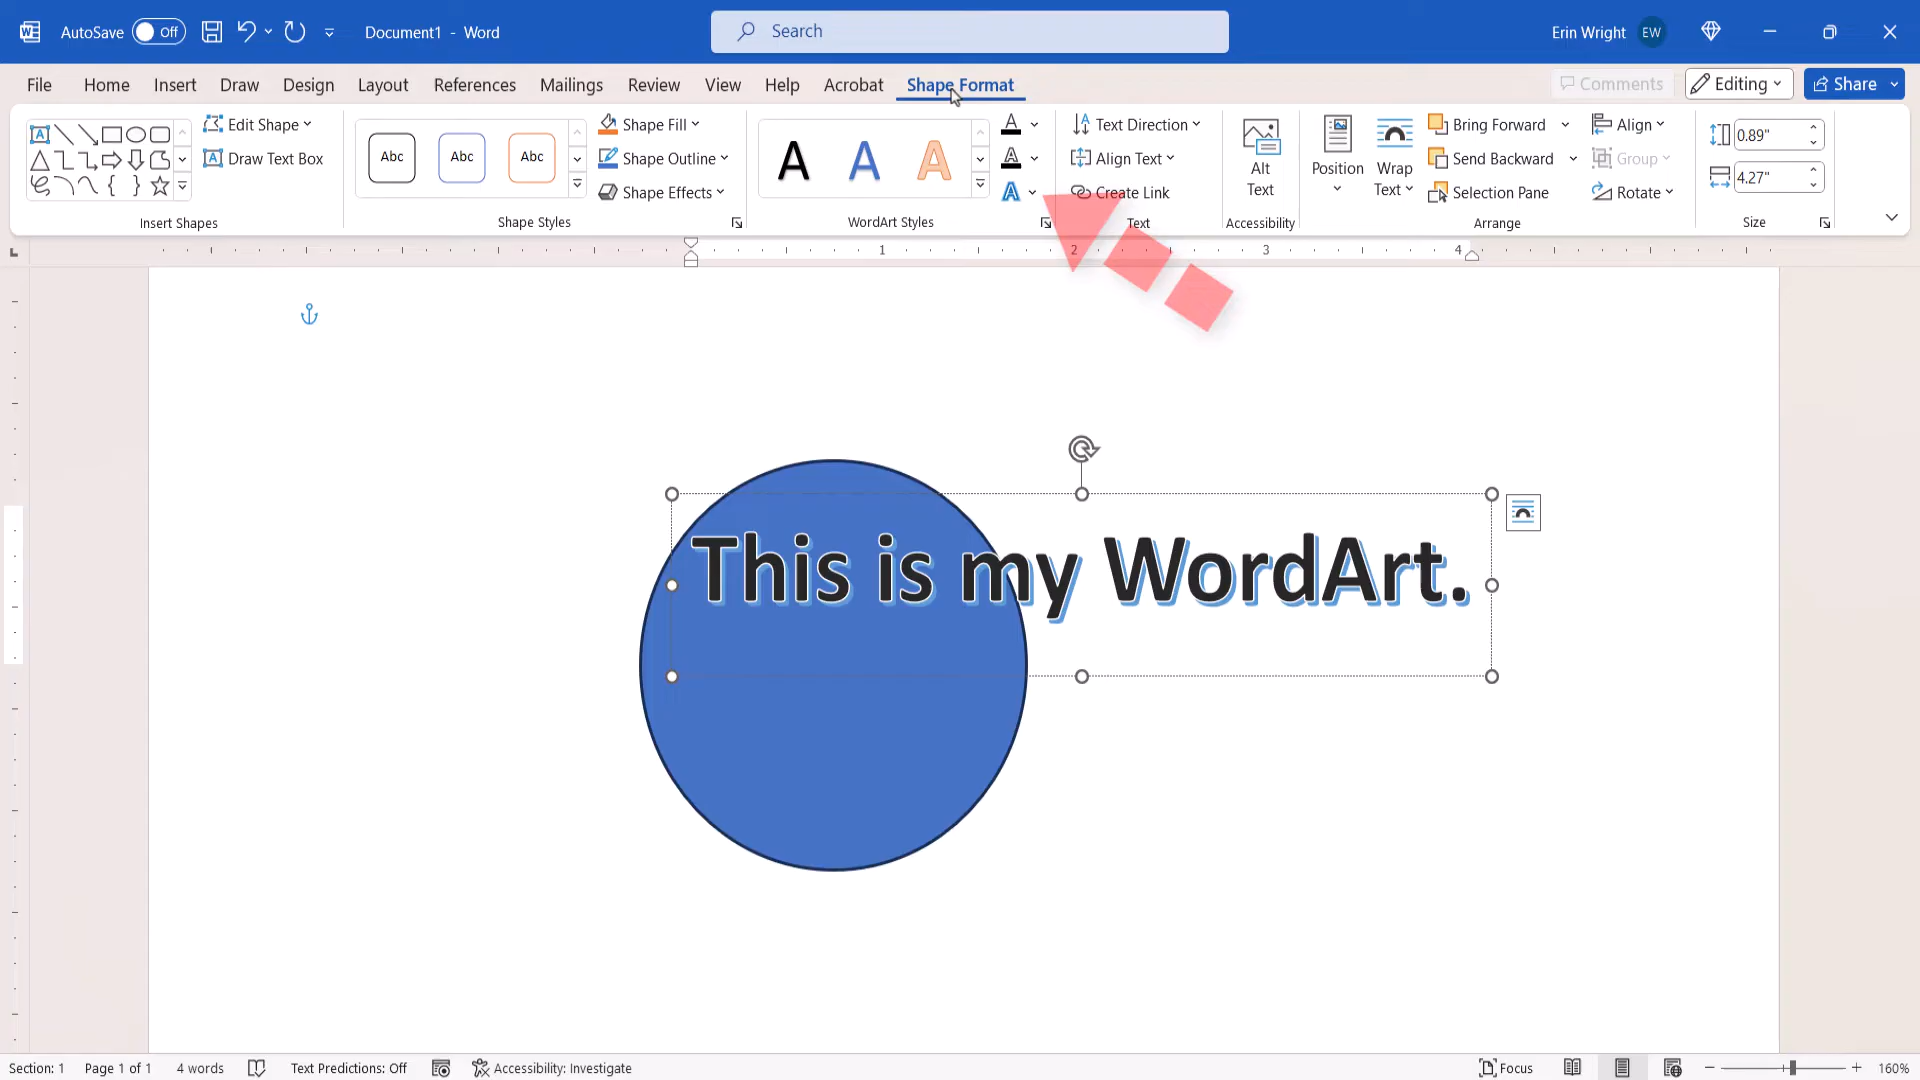 AutoSave Off Document1 - Word Search Erin Wright EW
File Home Insert Draw Design Layout References Mailings Review View Help Acrobat Shape Format Comments Editing Share
Edit Shape
Draw Text Box
Insert Shapes
Abc Abc Abc
Shape Fill
Shape Outline
Shape Effects
Shape Styles
A A A
A
A
A
WordArt Styles
Text Direction
Align Text
Create Link
Text
Alt
Text
Accessibility
Position
Wrap
Text
Bring Forward
Send Backward
Selection Pane
Align
Group
Rotate
Arrange
0.89"
4.27"
Size
1 2 3 4
This is my WordArt.
Section: 1 Page 1 of 1 4 words Text Predictions: Off Accessibility: Investigate Focus 160%